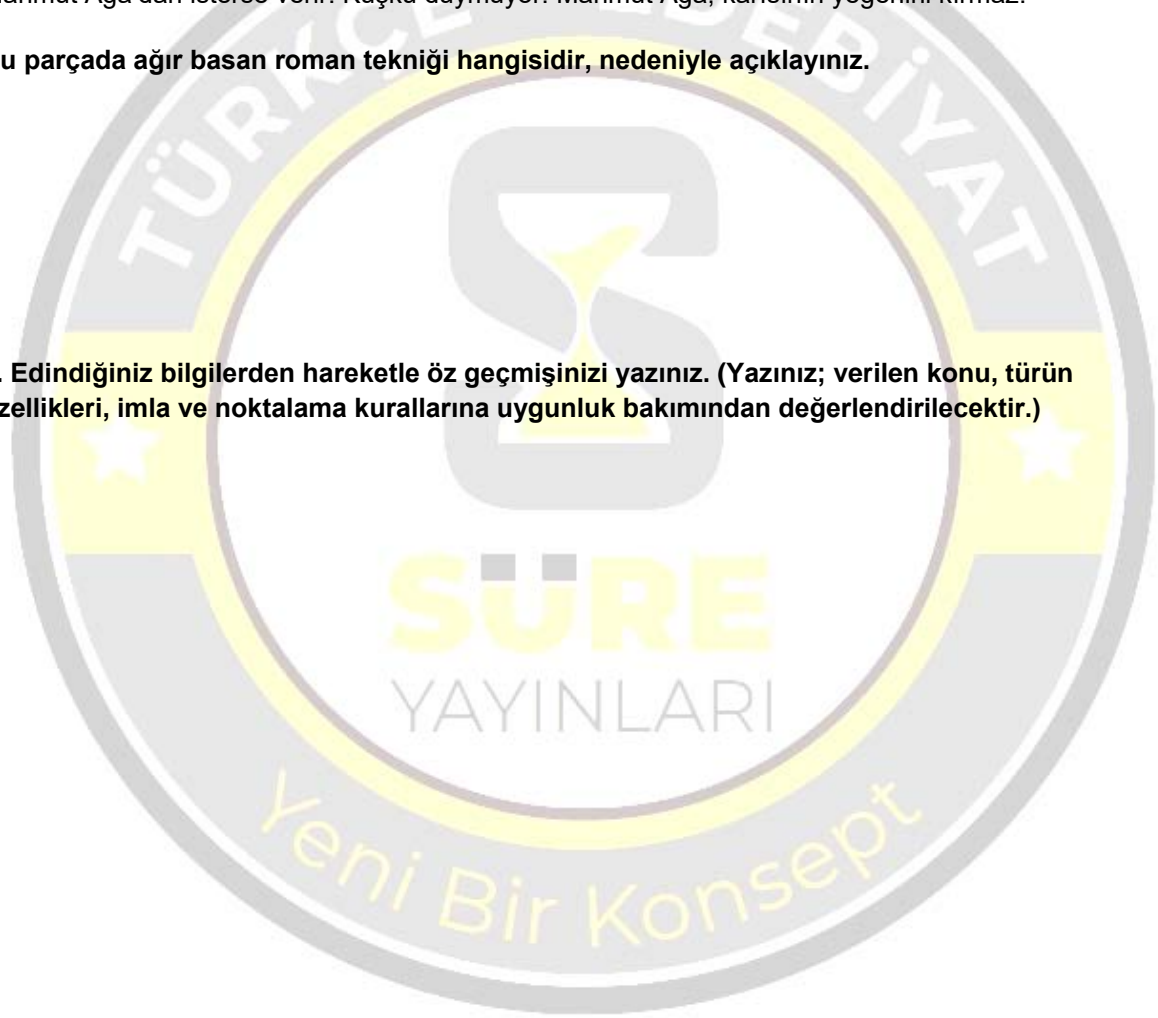 Mahmut Ağa'dan isterse verir. Kuşku duymuyor. Mahmut Ağa, karısının yeğenini kırmaz.
u parçada ağır basan roman tekniği hangisidir, nedeniyle açıklayınız.
TÜRKÇE EDEBİYAT
. Edindiğiniz bilgilerden hareketle öz geçmişinizi yazınız. (Yazınız; verilen konu, türün
zellikleri, imla ve noktalama kurallarına uygunluk bakımından değerlendirilecektir.)
SÜRE
YAYINLARI
Yeni Bir Konsept